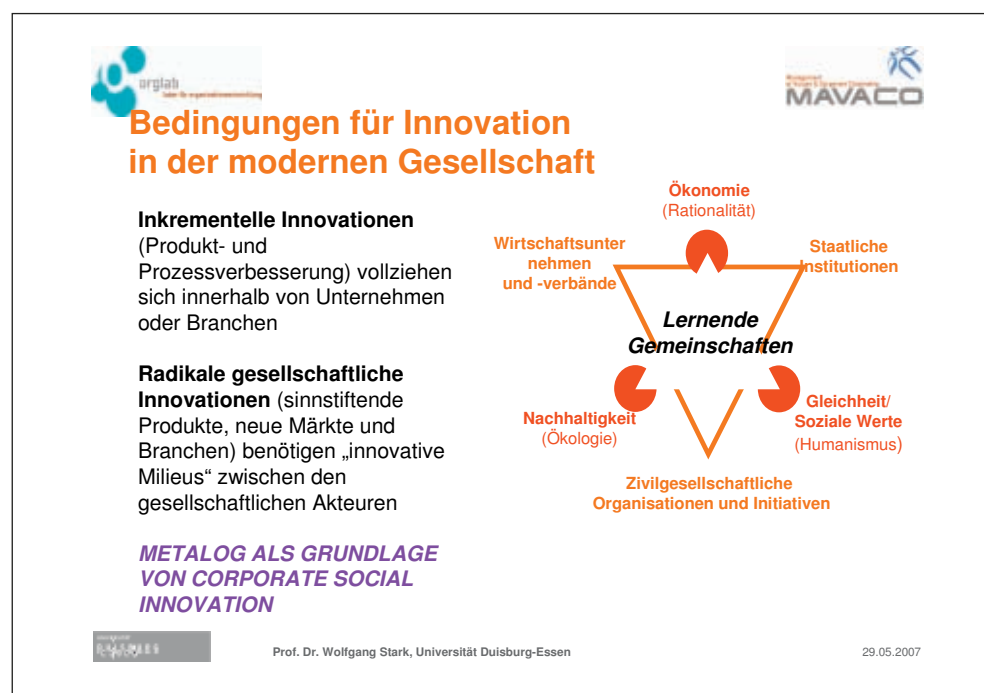 orglab
MAVACO
Bedingungen für Innovation
in der modernen Gesellschaft
Inkrementelle Innovationen
(Produkt- und
Prozessverbesserung) vollziehen
sich innerhalb von Unternehmen
oder Branchen
Radikale gesellschaftliche
Innovationen (sinnstiftende
Produkte, neue Märkte und
Branchen) benötigen „innovative
Milieus“ zwischen den
gesellschaftlichen Akteuren
METALOG ALS GRUNDLAGE
VON CORPORATE SOCIAL
INNOVATION
Ökonomie
(Rationalität)
Wirtschaftsunter
nehmen
und -verbände
Staatliche
Institutionen
Lernende
Gemeinschaften
Nachhaltigkeit
(Ökologie)
Gleichheit/
Soziale Werte
(Humanismus)
Zivilgesellschaftliche
Organisationen und Initiativen
Prof. Dr. Wolfgang Stark, Universität Duisburg-Essen
29.05.2007